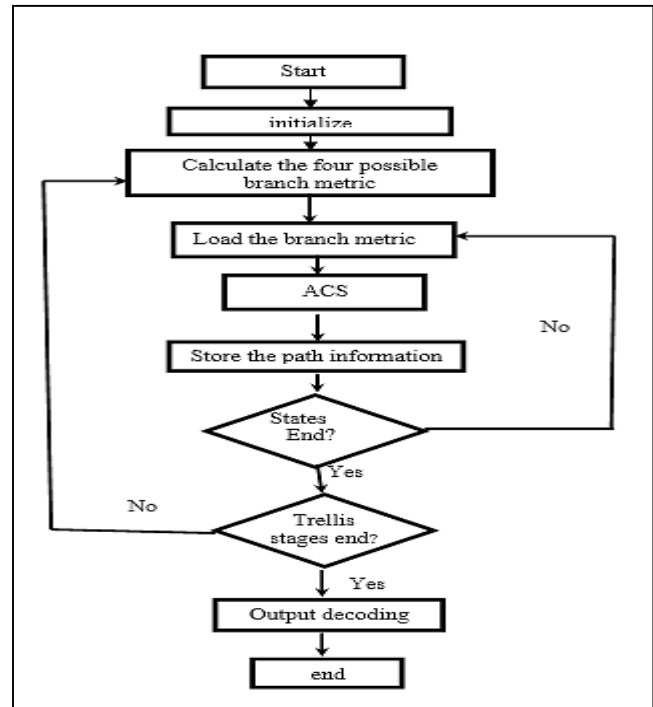 Start
initialize
Calculate the four possible
branch metric
Load the branch metric
ACS
No
Store the path information
States
End?
Yes
No
Trellis
stages end?
Yes
Output decoding
end